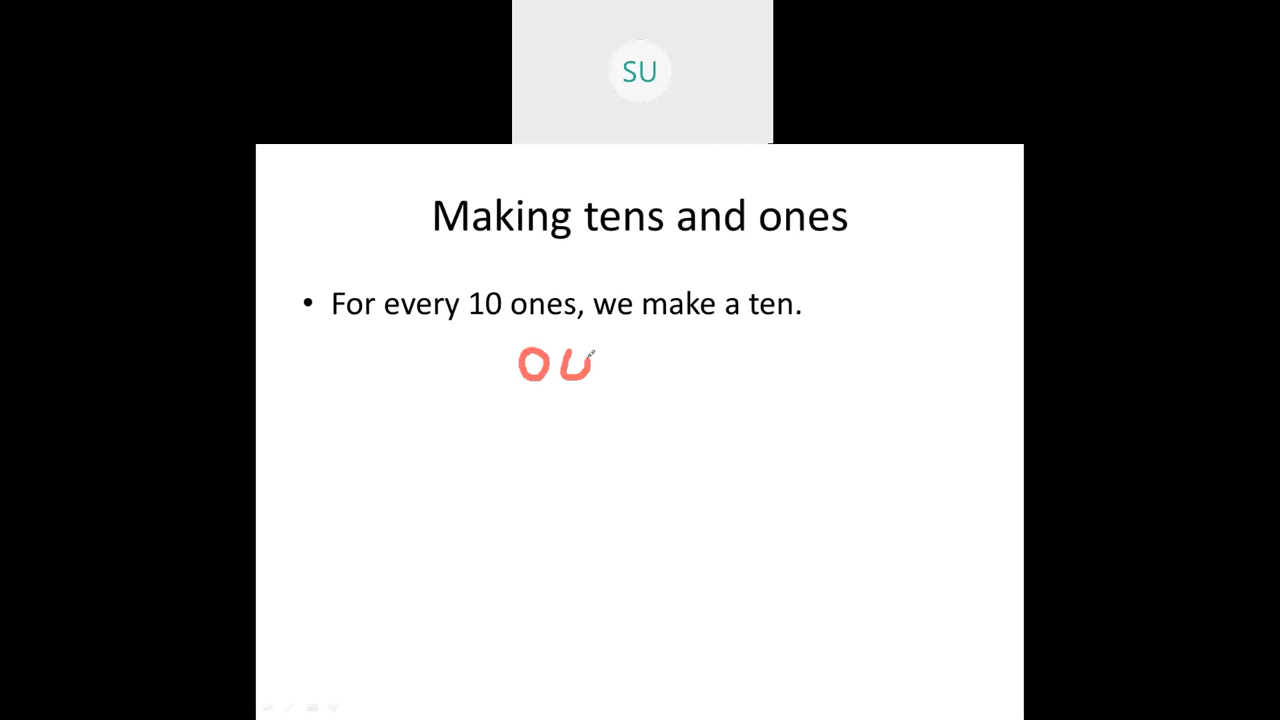 SU
Making tens and ones
• For every 10 ones, we make a ten.